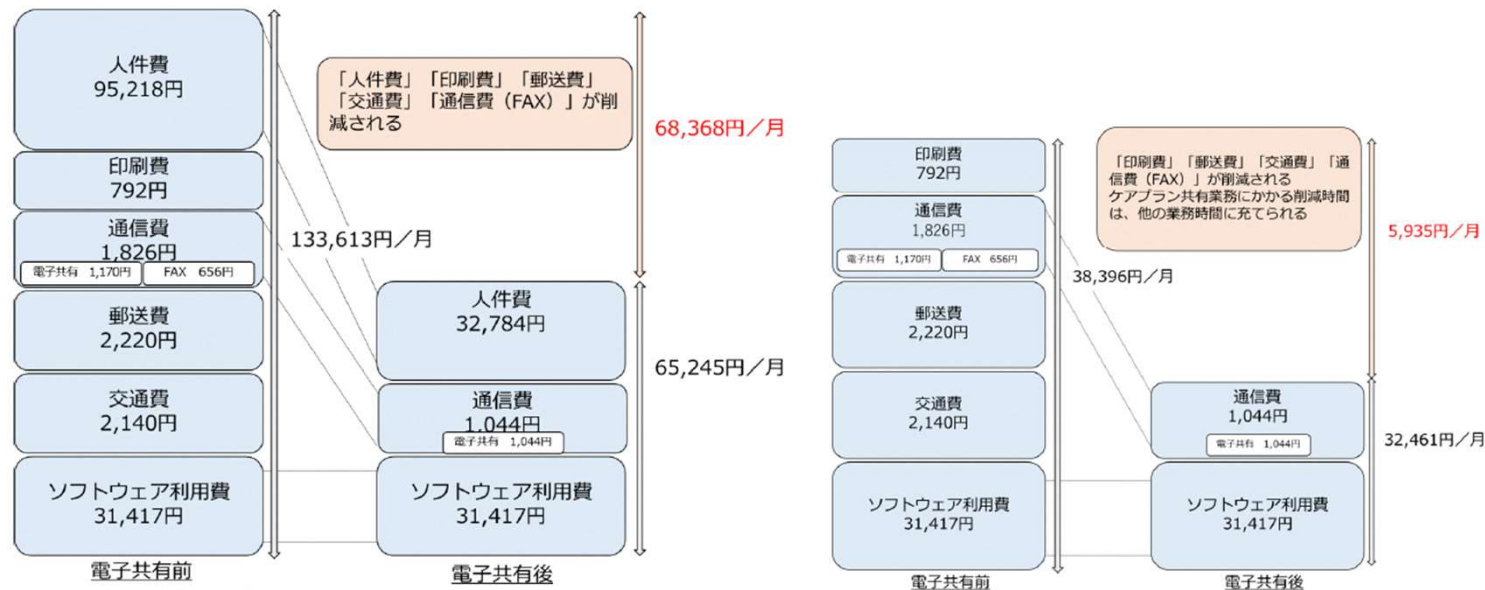 人件費
95,218円
印刷費
792円
通信費
1,826円
電子共有 1,170円
FAX 656円
郵送費
2,220円
交通費
2,140円
ソフトウェア利用費
31,417円
電子共有前
133,613円／月
「人件費」「印刷費」「郵送費」
「交通費」「通信費（FAX）」が削
減される
68,368円／月
人件費
32,784円
通信費
1,044円
電子共有 1,044円
ソフトウェア利用費
31,417円
電子共有後
65,245円／月
印刷費
792円
通信費
1,826円
電子共有 1,170円
FAX 656円
郵送費
2,220円
交通費
2,140円
ソフトウェア利用費
31,417円
電子共有前
38,396円／月
「印刷費」「郵送費」「交通費」「通
信費（FAX）」が削減される
ケアプラン共有業務にかかる削減時間
は、他の業務時間に充てられる
5,935円／月
通信費
1,044円
電子共有 1,044円
ソフトウェア利用費
31,417円
電子共有後
32,461円／月